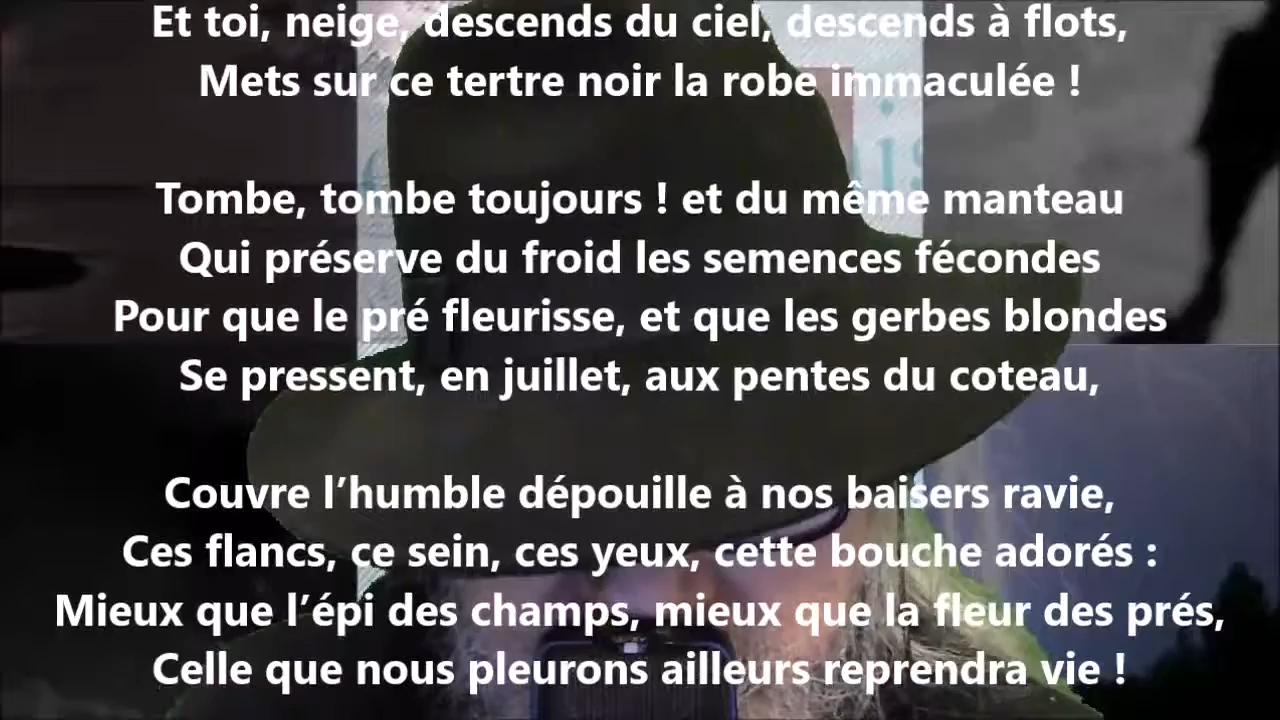 Et toi, neige, descends du ciel, descends à flots,
Mets sur ce tertre noir la robe immaculée !
Tombe, tombe toujours ! et du même manteau
Qui préserve du froid les semences fécondes
Pour que le pré fleurisse, et que les gerbes blondes
Se pressent, en juillet, aux pentes du coteau,
Couvre l’humble dépouille à nos baisers ravie,
Ces flancs, ce sein, ces yeux, cette bouche adorés :
Mieux que l’épi des champs, mieux que la fleur des prés,
Celle que nous pleurons ailleurs reprendra vie !